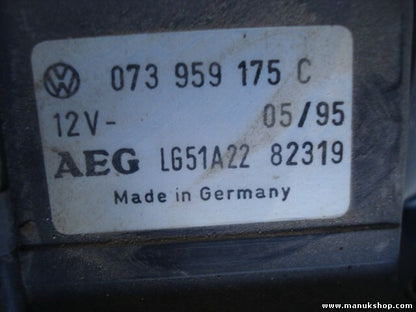 073 959 175 C
12V- 05/95
AEG LG51A22 82319
Made in Germany
www.manukshop.com